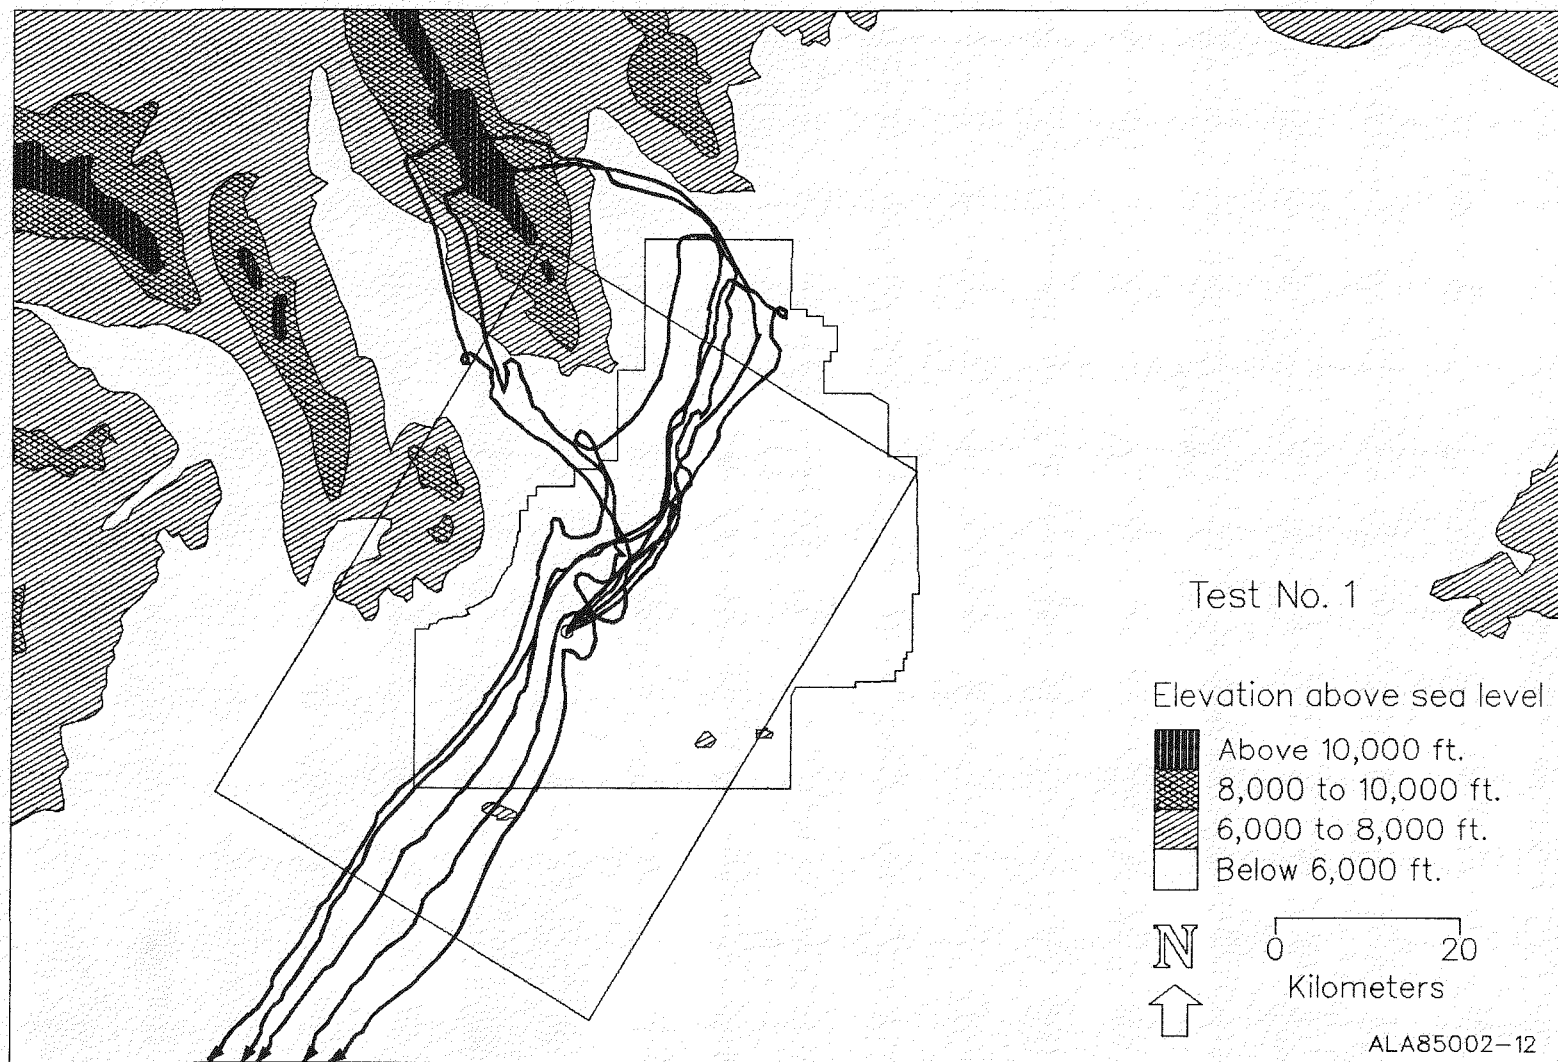 Test No. 1
Elevation above sea level
Above 10,000 ft.
8,000 to 10,000 ft.
6,000 to 8,000 ft.
Below 6,000 ft.
N
0 20
Kilometers
ALA85002-12